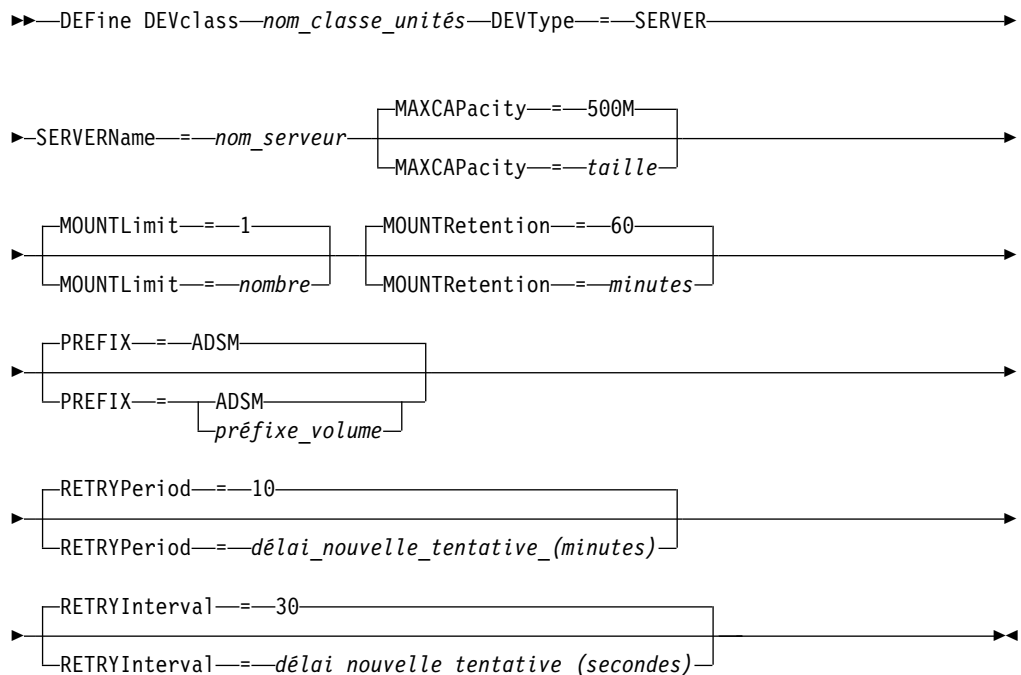 DEFine DEVclass nom_classe_unités DEVType = SERVER
MAXCAPacity = 500M
SERVERName = nom_serveur
MAXCAPacity = taille
MOUNTLimit = 1 MOUNTRetention = 60
MOUNTLimit = nombre MOUNTRetention = minutes
PREFIX = ADSM
PREFIX = ADSM
préfixe_volume
RETRYPeriod = 10
RETRYPeriod = délai_nouvelle_tentative_(minutes)
RETRYInterval = 30
RETRYInterval = délai nouvelle tentative (secondes)